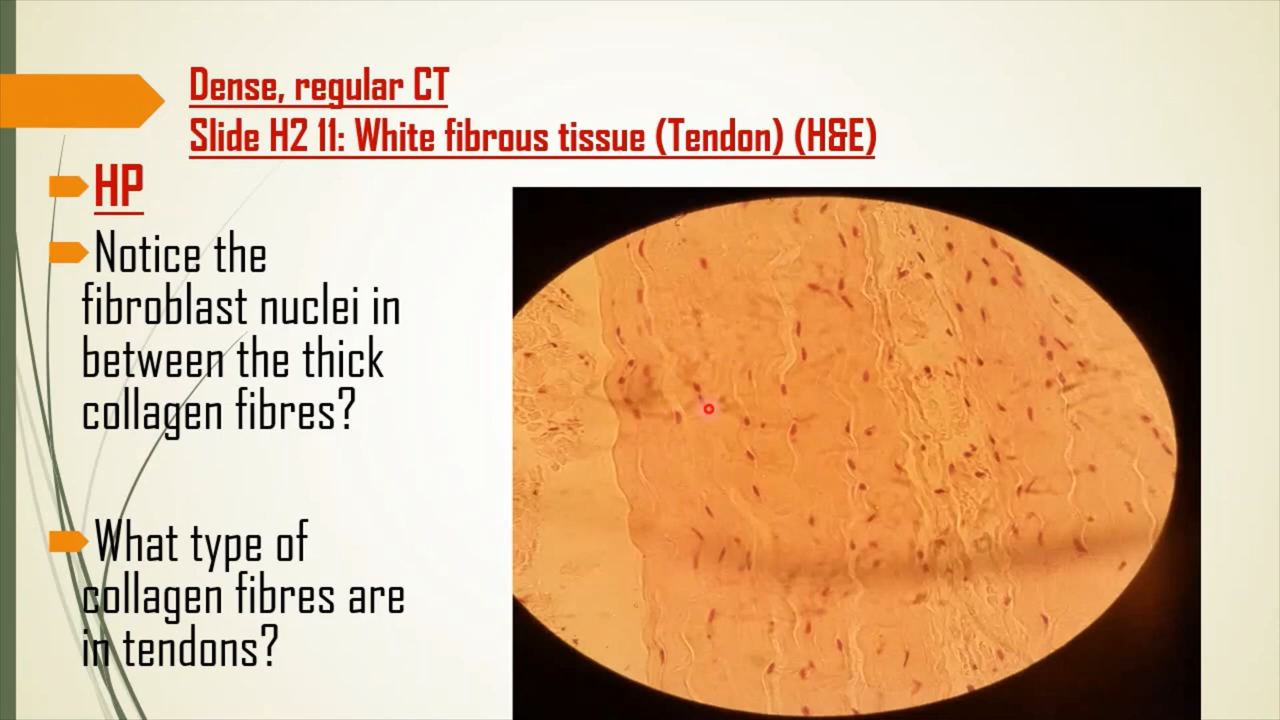 Dense, regular CT
Slide H2 11: White fibrous tissue (Tendon) (H&E)
HP
Notice the
fibroblast nuclei in
between the thick
collagen fibres?
What type of
collagen fibres are
in tendons?